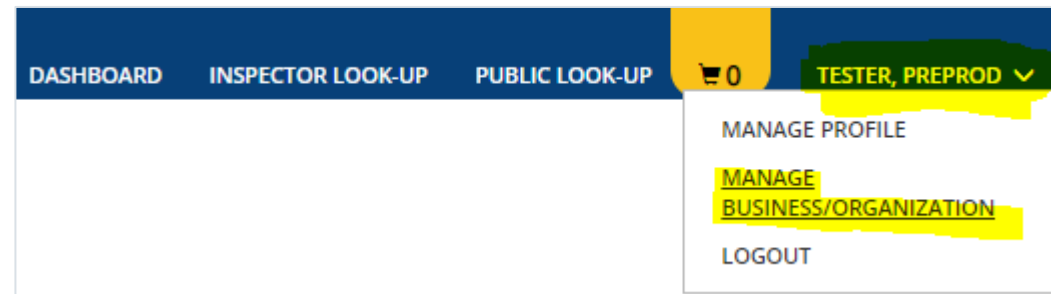 DASHBOARD INSPECTOR LOOK-UP PUBLIC LOOK-UP 0 TESTER, PREPROD
MANAGE PROFILE
MANAGE
BUSINESS/ORGANIZATION
LOGOUT